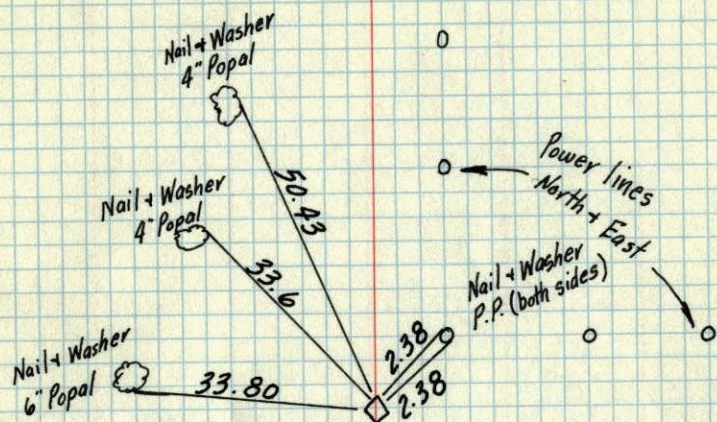 Nail + Washer
4" Popal
50.43
Nail + Washer
4" Popal
33.6
Nail + Washer
6" Popal
33.80
Power lines
North + East
Nail + Washer
P.P. (both sides)
2.38
2.38